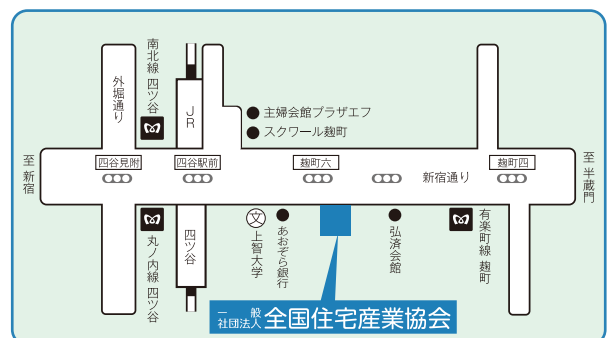 南北線 四ツ谷
外堀通り
JR
主婦会館プラザエフ
スクワール麹町
至 新宿
四谷見附
四谷駅前
麹町六
新宿通り
麹町四
至 半蔵門
丸ノ内線 四ツ谷
四ツ谷
文
上智大学
あおぞら銀行
弘済会館
有楽町線 麹町
一般
社団法人
全国住宅産業協会